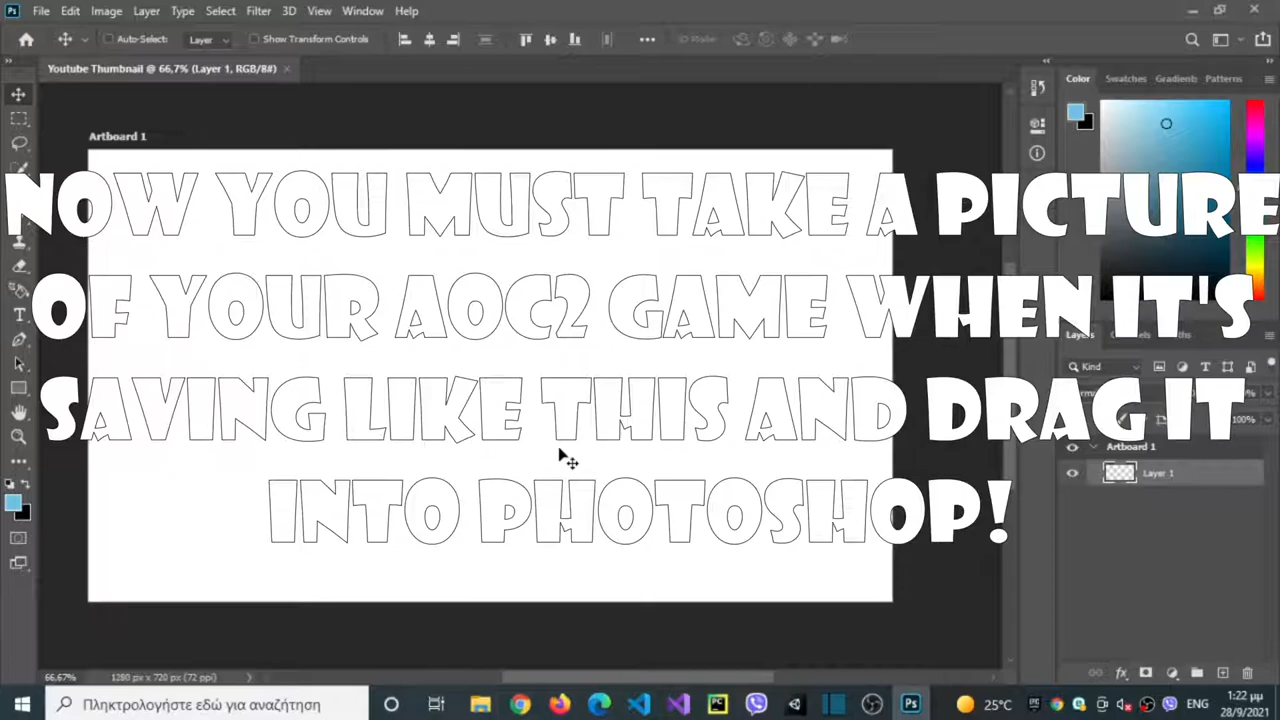 File Edit Image Layer Type Select Filter 3D View Window Help
Auto-Select: Layer Show Transform Controls
Youtube Thumbnail @ 66,7% (Layer 1, RGB/8#)
Color Swatches Gradients Patterns
Artboard 1
NOW YOU MUST TAKE A PICTURE
OF YOUR AOC2 GAME WHEN IT'S
SAVING LIKE THIS AND DRAG IT
INTO PHOTOSHOP!
Layers
Kind
100%
Artboard 1
Layer 1
66.67% 1280 px x 720 px (72 ppi)
Πληκτρολογήστε εδώ για αναζήτηση
25°C ENG 1:22 μμ
28/9/2021